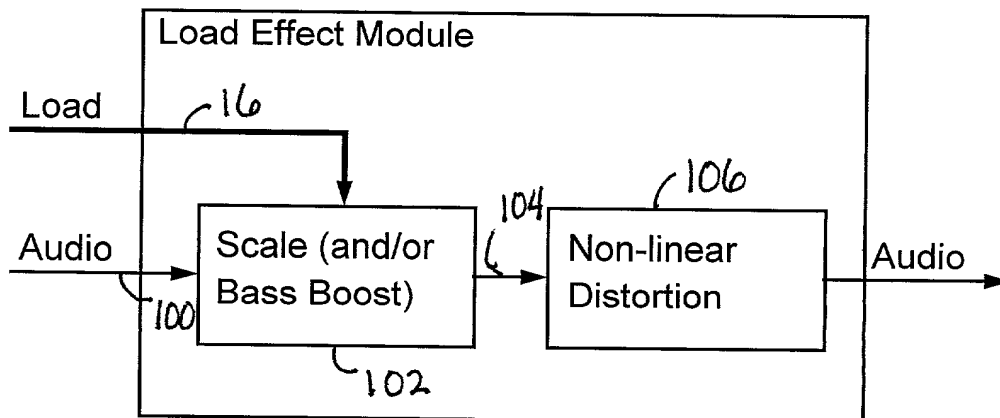 Load Effect Module
Load
16
106
104
Audio
Scale (and/or
Bass Boost)
Non-linear
Distortion
Audio
100
102